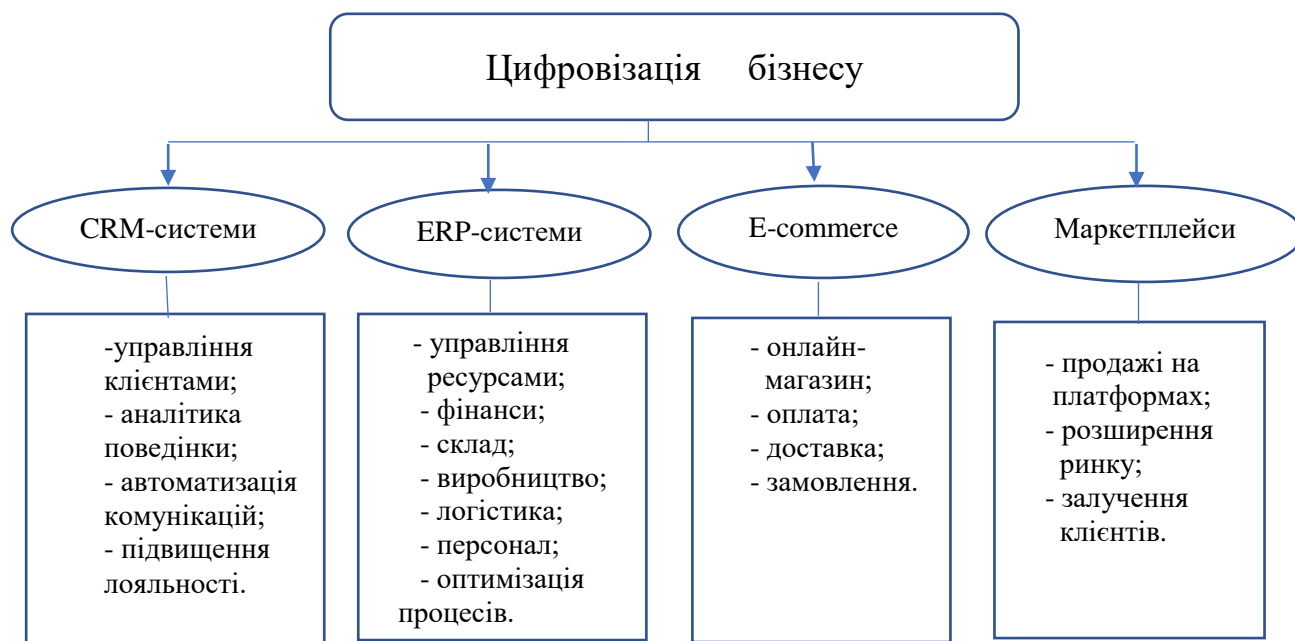 Цифровізація бізнесу
CRM-системи
ERP-системи
E-commerce
Маркетплейси
-управління
клієнтами;
- аналітика
поведінки;
- автоматизація
комунікацій;
- підвищення
лояльності.
- управління
ресурсами;
- фінанси;
- склад;
- виробництво;
- логістика;
- персонал;
- оптимізація
процесів.
- онлайн-
магазин;
- оплата;
- доставка;
- замовлення.
- продажі на
платформах;
- розширення
ринку;
- залучення
клієнтів.